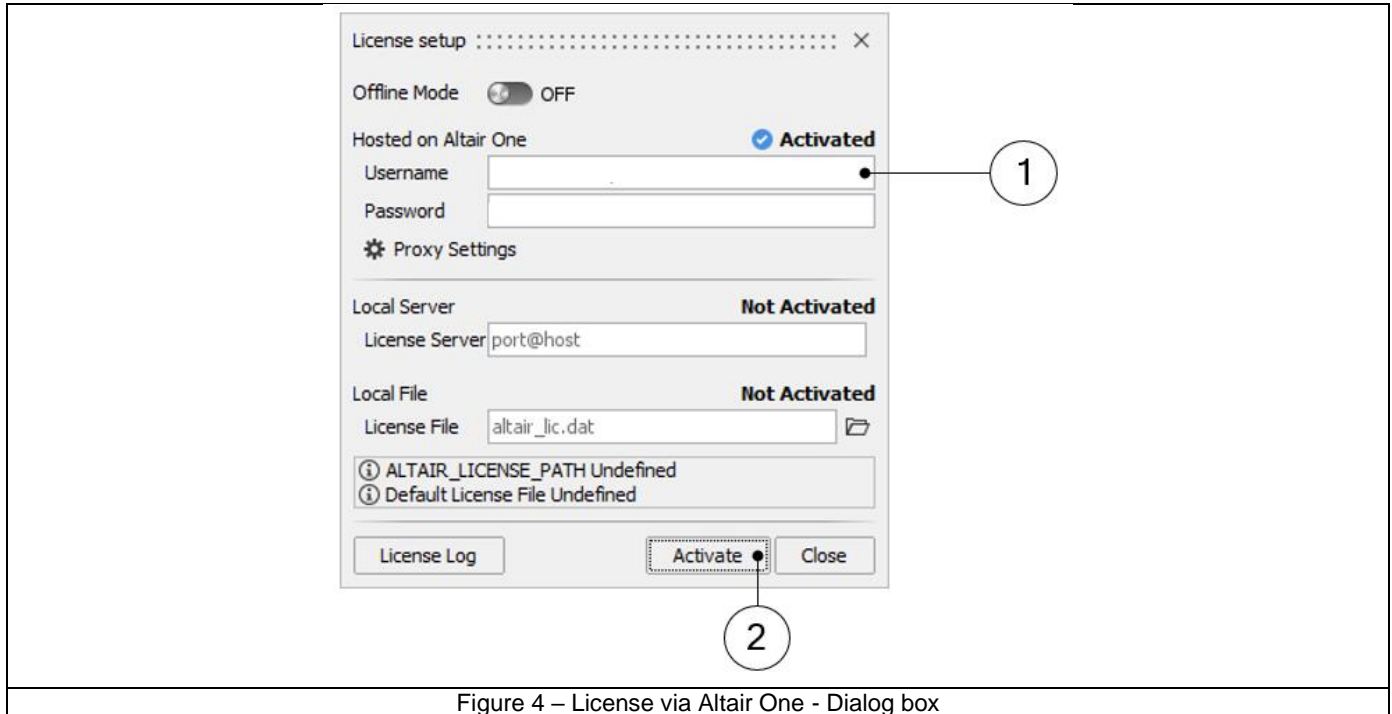 License setup
Offline Mode OFF
Hosted on Altair One Activated
Username
1
Password
Proxy Settings
Local Server Not Activated
License Server port@host
Local File Not Activated
License File altair_lic.dat
ALTAIR_LICENSE_PATH Undefined
Default License File Undefined
License Log Activate Close
2
Figure 4 – License via Altair One - Dialog box